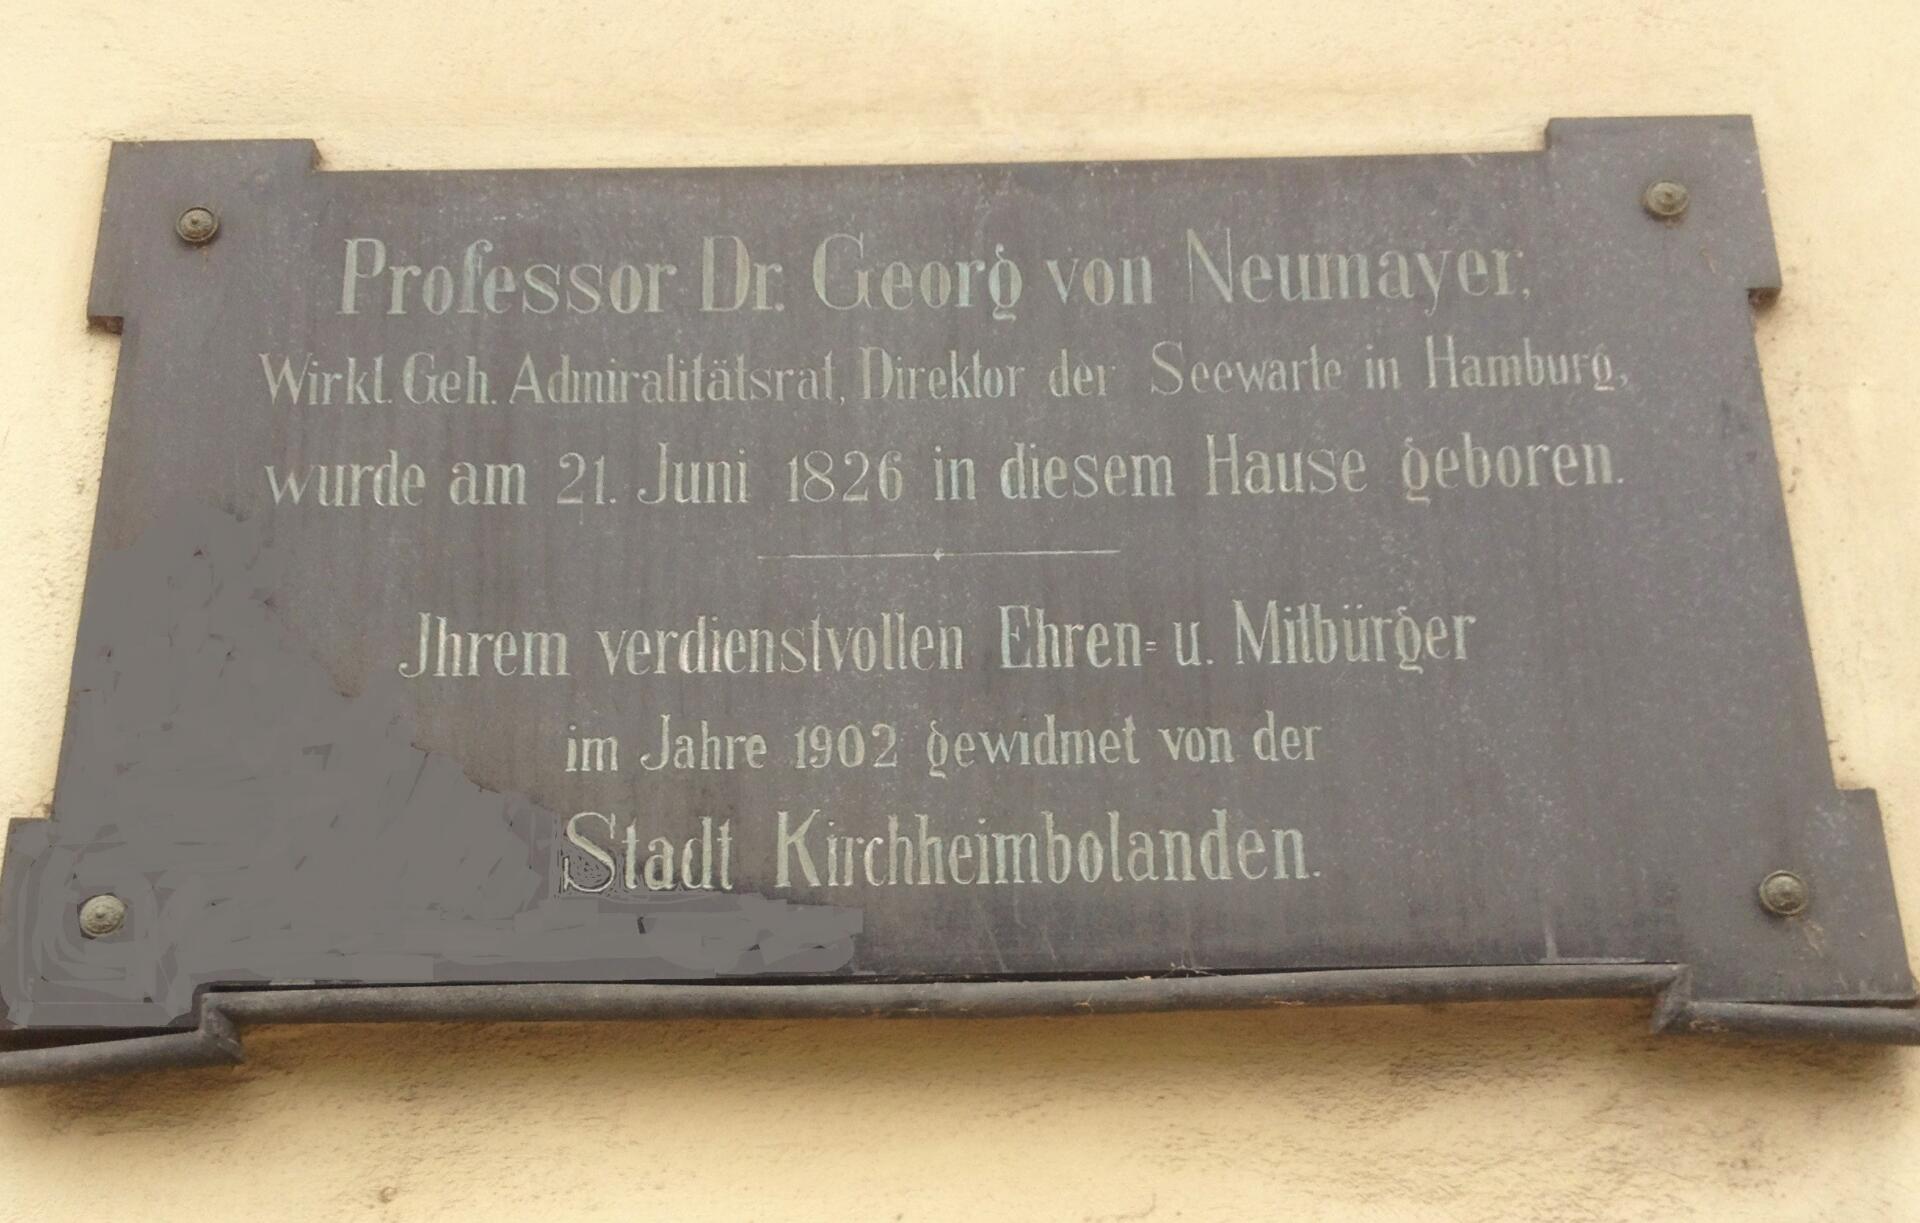 Professor Dr. Georg von Neumayer,
Wirkl. Geh. Admiralitätsrat, Direktor der Seewarte in Hamburg,
wurde am 21. Juni 1826 in diesem Hause geboren.
Jhrem verdienstvollen Ehren= u. Mitbürger
im Jahre 1902 gewidmet von der
Stadt Kirchheimbolanden.